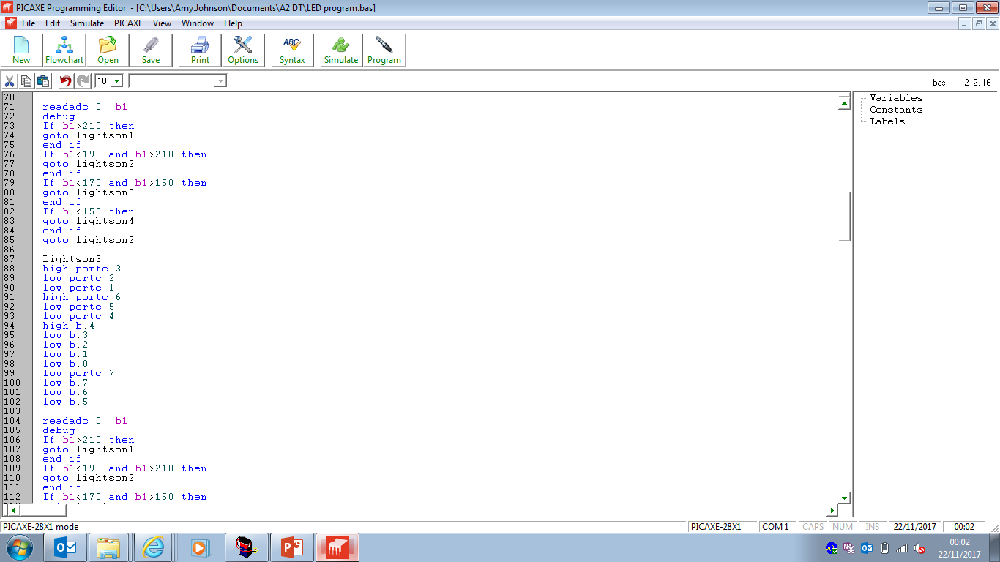 PICAXE Programming Editor - [C:\Users\AmyJohnson\Documents\A2 DT\LED program.bas]
File Edit Simulate PICAXE View Window Help
New Flowchart Open Save Print Options Syntax Simulate Program
ABC
10
bas 212, 16
70
71 readadc 0, b1
72 debug
73 If b1>210 then
74 goto lightson1
75 end if
76 If b1<190 and b1>210 then
77 goto lightson2
78 end if
79 If b1<170 and b1>150 then
80 goto lightson3
81 end if
82 If b1<150 then
83 goto lightson4
84 end if
85 goto lightson2
86
87 Lightson3:
88 high portc 3
89 low portc 2
90 low portc 1
91 high portc 6
92 low portc 5
93 low portc 4
94 high b.4
95 low b.3
96 low b.2
97 low b.1
98 low b.0
99 low portc 7
100 low b.7
101 low b.6
102 low b.5
103
104 readadc 0, b1
105 debug
106 If b1>210 then
107 goto lightson1
108 end if
109 If b1<190 and b1>210 then
110 goto lightson2
111 end if
112 If b1<170 and b1>150 then
Variables
Constants
Labels
PICAXE-28X1 mode
PICAXE-28X1 COM 1 CAPS NUM INS 22/11/2017 00:02
00:02
22/11/2017